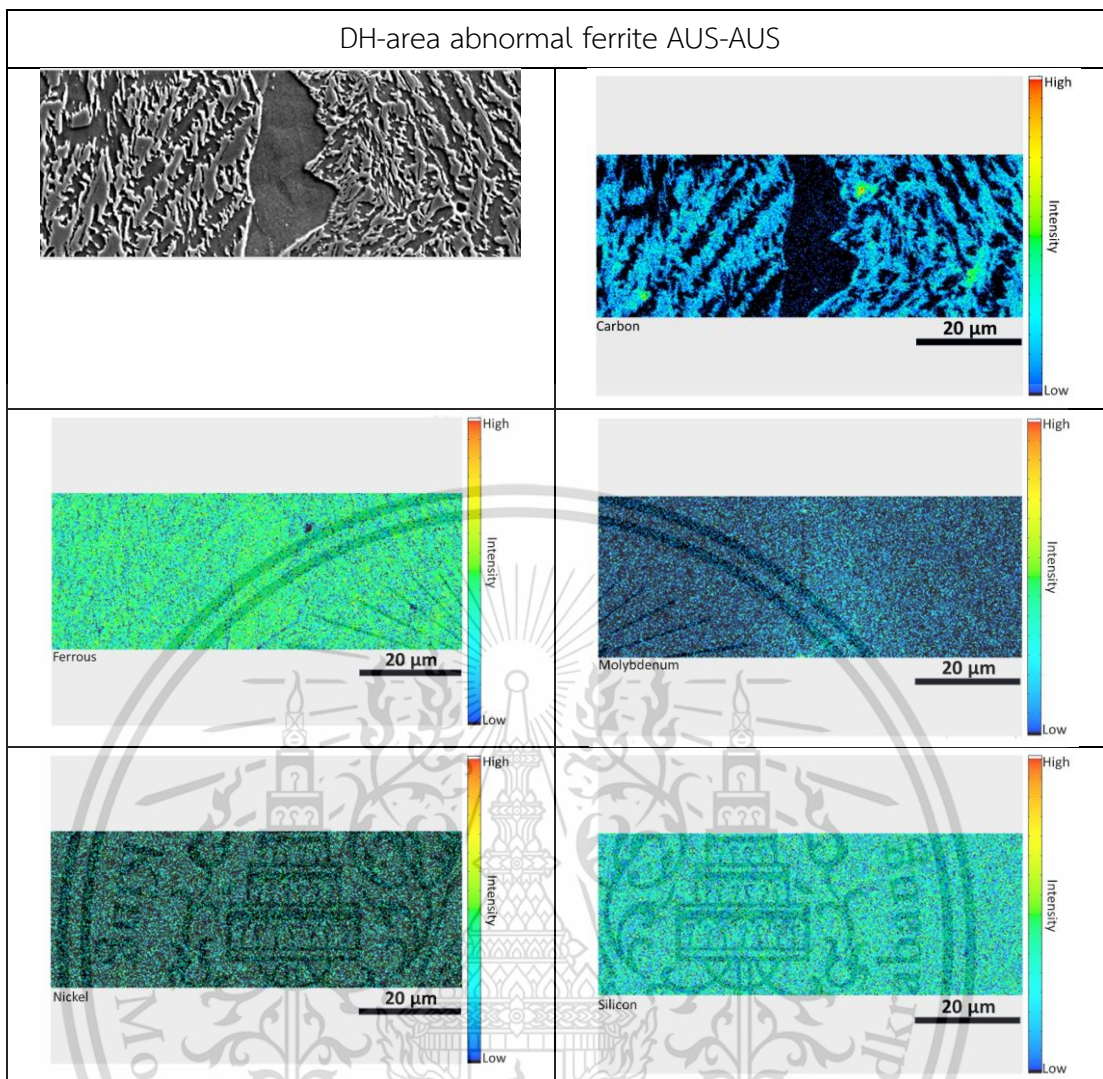 DH-area abnormal ferrite AUS-AUS
High
Intensity
Low
Carbon
20 µm
High
Intensity
Low
Ferrous
20 µm
High
Intensity
Low
Molybdenum
20 µm
High
Intensity
Low
Nickel
20 µm
High
Intensity
Low
Silicon
20 µm